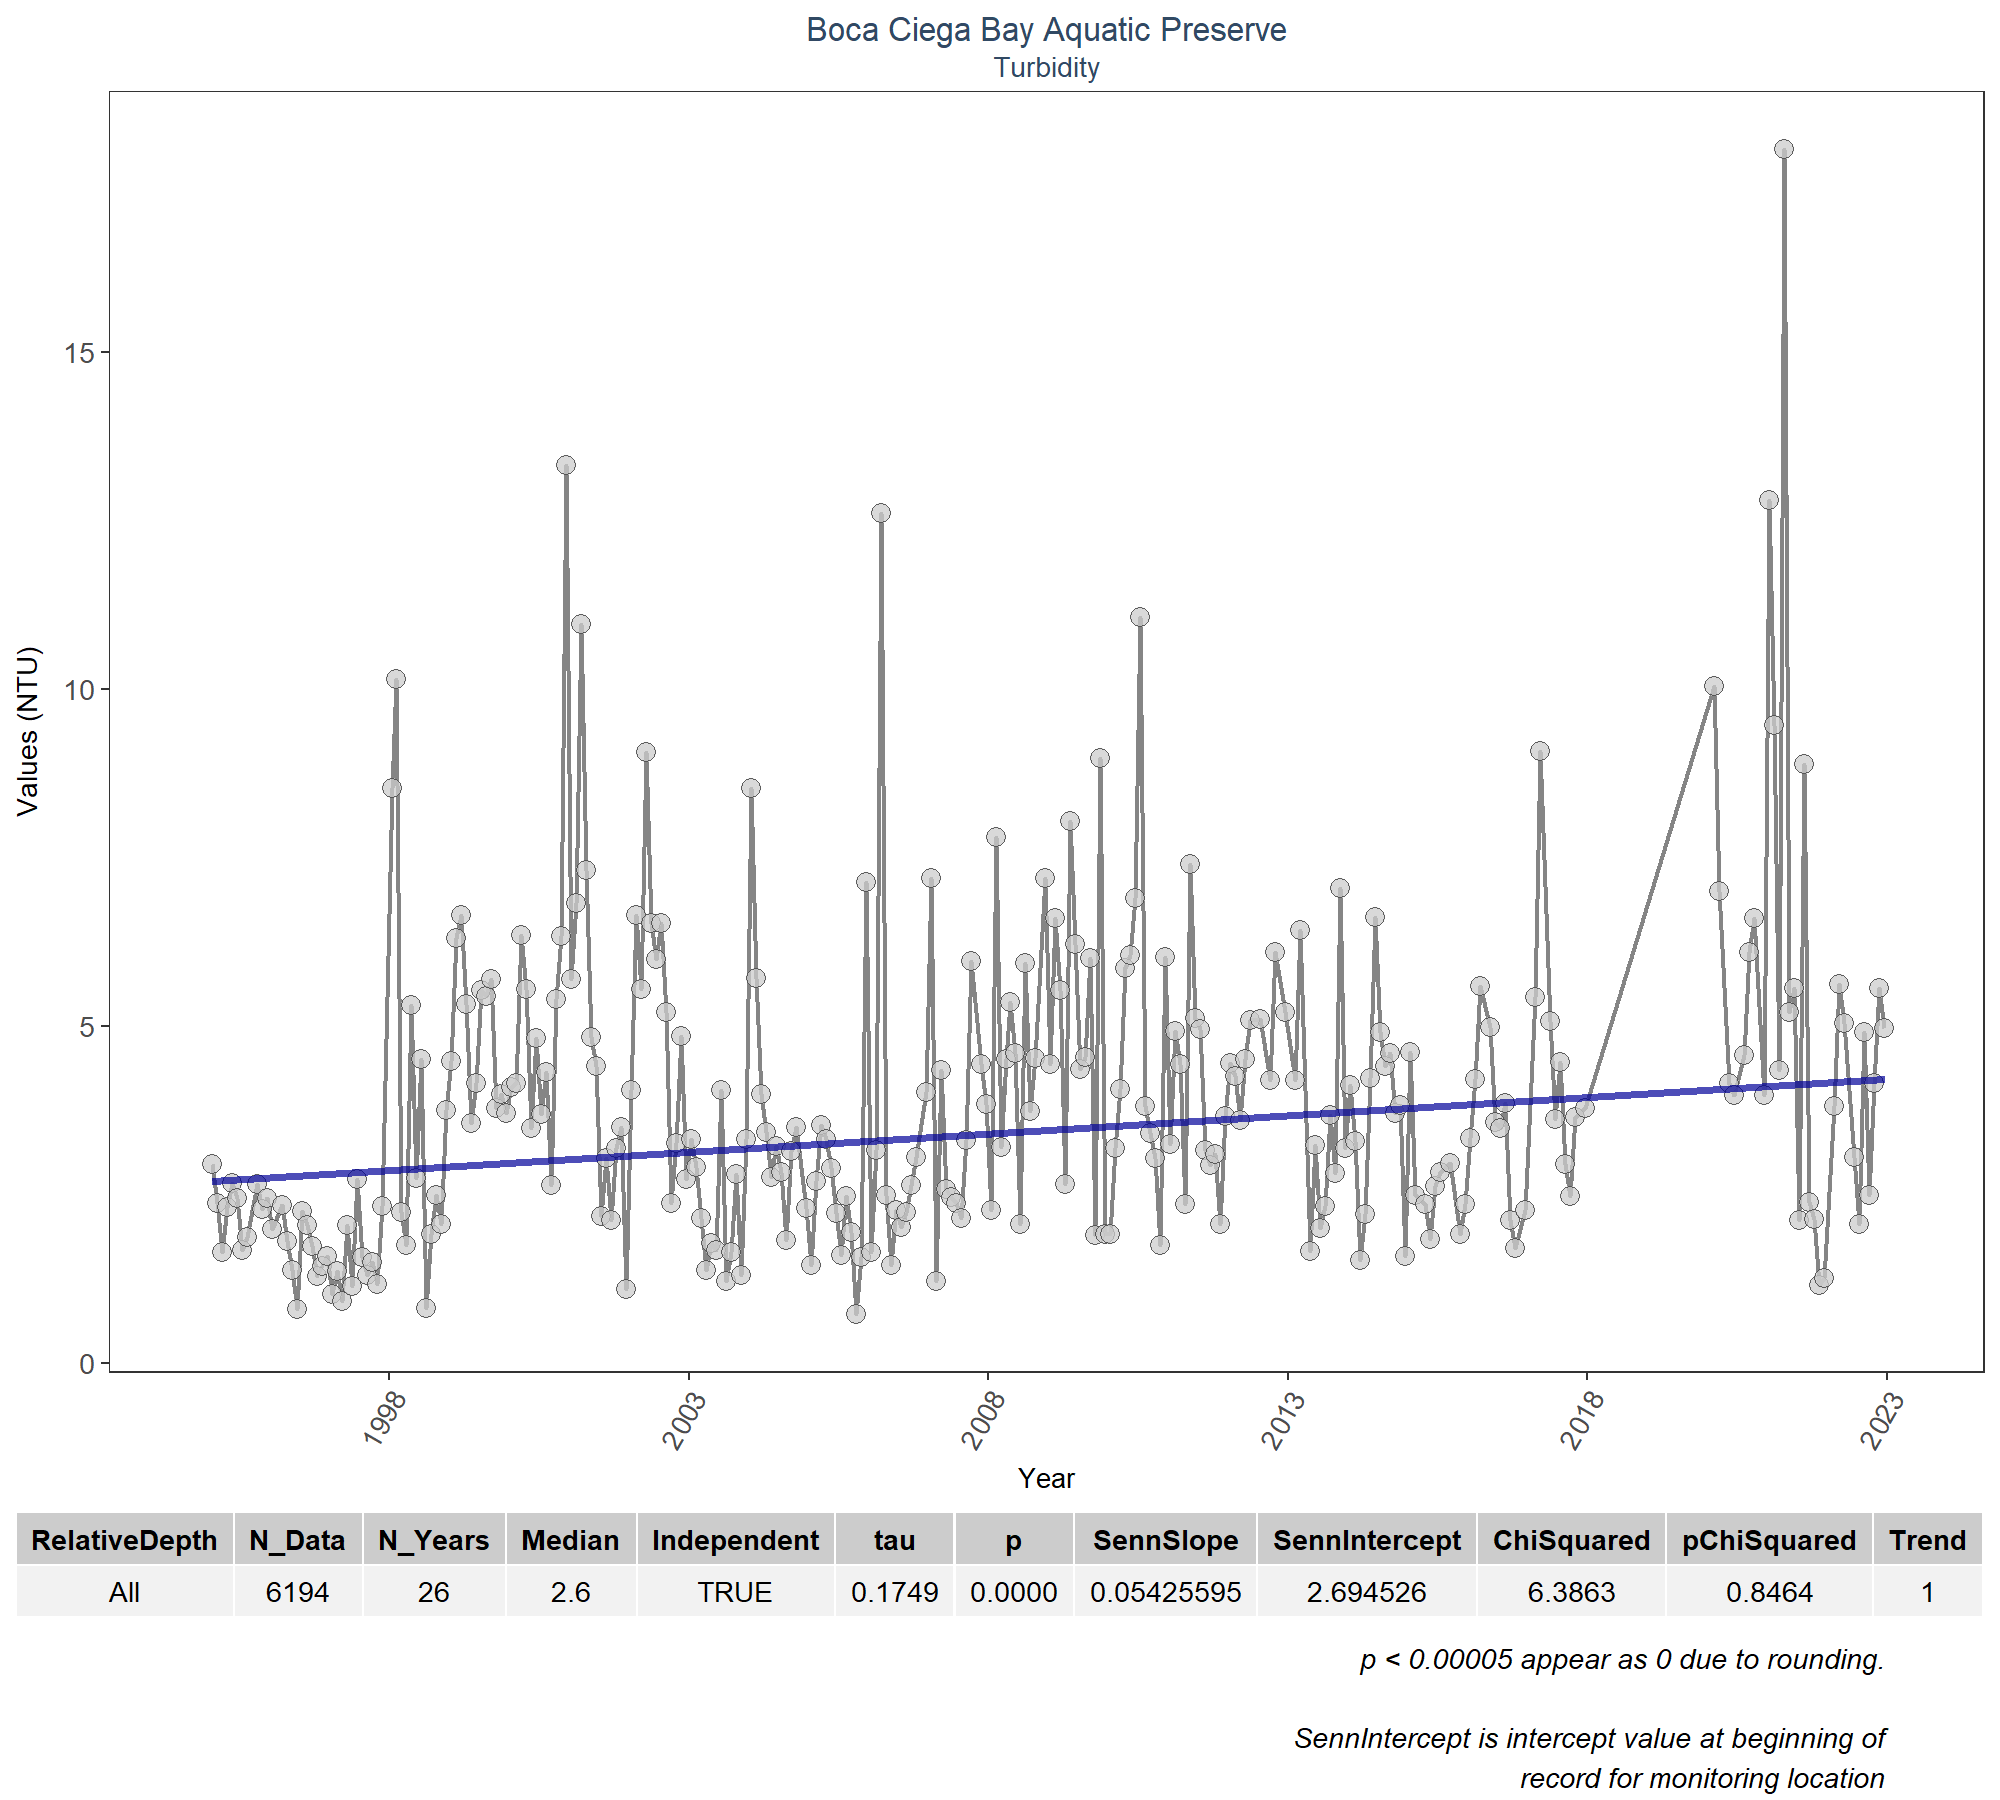 Boca Ciega Bay Aquatic Preserve
Turbidity
Values (NTU)
15
10
5
0
1998
2003
2008
2013
2018
2023
Year
RelativeDepth N_Data N_Years Median Independent tau p SennSlope SennIntercept ChiSquared pChiSquared Trend
All 6194 26 2.6 TRUE 0.1749 0.0000 0.05425595 2.694526 6.3863 0.8464 1
p < 0.00005 appear as 0 due to rounding.
SennIntercept is intercept value at beginning of
record for monitoring location